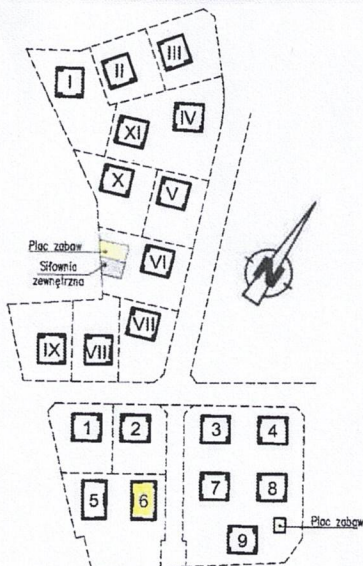 III
II
I
IV
XI
X
V
Plac zabaw
Siłownia
zewnętrzna
VI
VII
IX
VIII
N
1
2
3
4
5
6
7
8
9
Plac zabaw